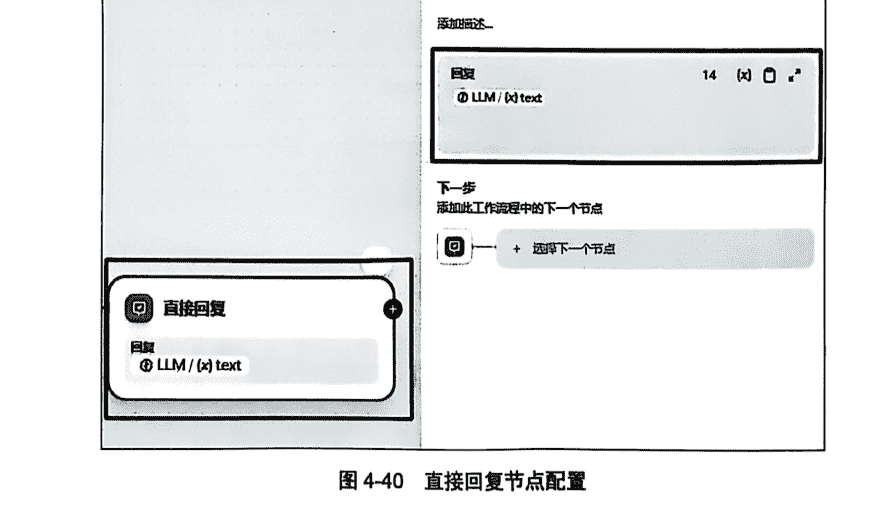 添加描述...
回复 14 {x}
LLM / {x} text
下一步
添加此工作流程中的下一个节点
+ 选择下一个节点
直接回复
回复
LLM / {x} text
图 4-40 直接回复节点配置